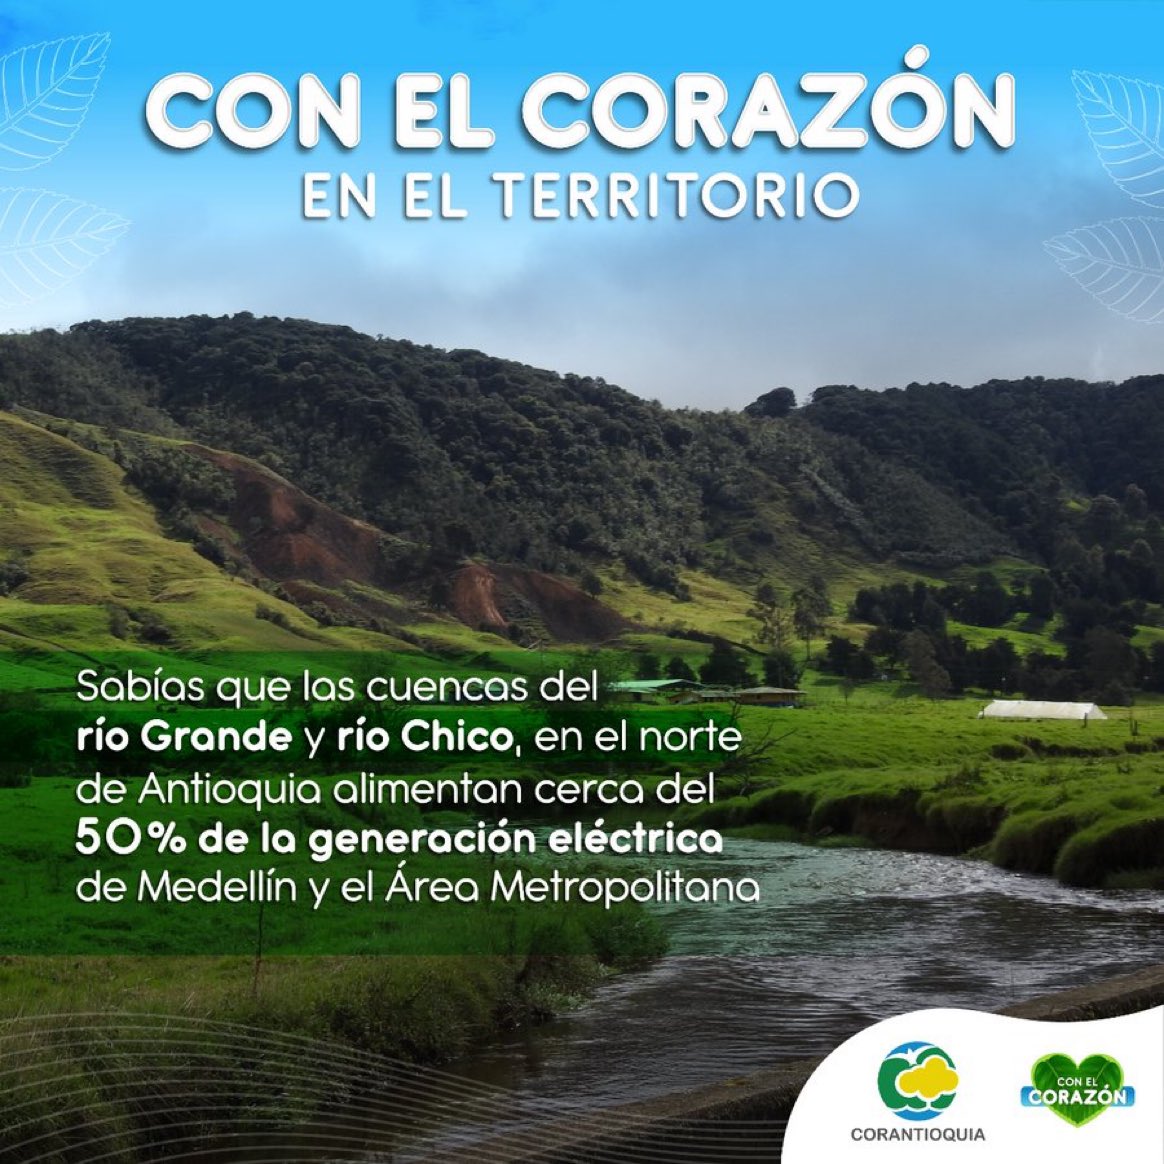 CON EL CORAZÓN
EN EL TERRITORIO
Sabías que las cuencas del
río Grande y río Chico, en el norte
de Antioquia alimentan cerca del
50% de la generación eléctrica
de Medellín y el Área Metropolitana
CORANTIOQUIA
CON EL
CORAZÓN